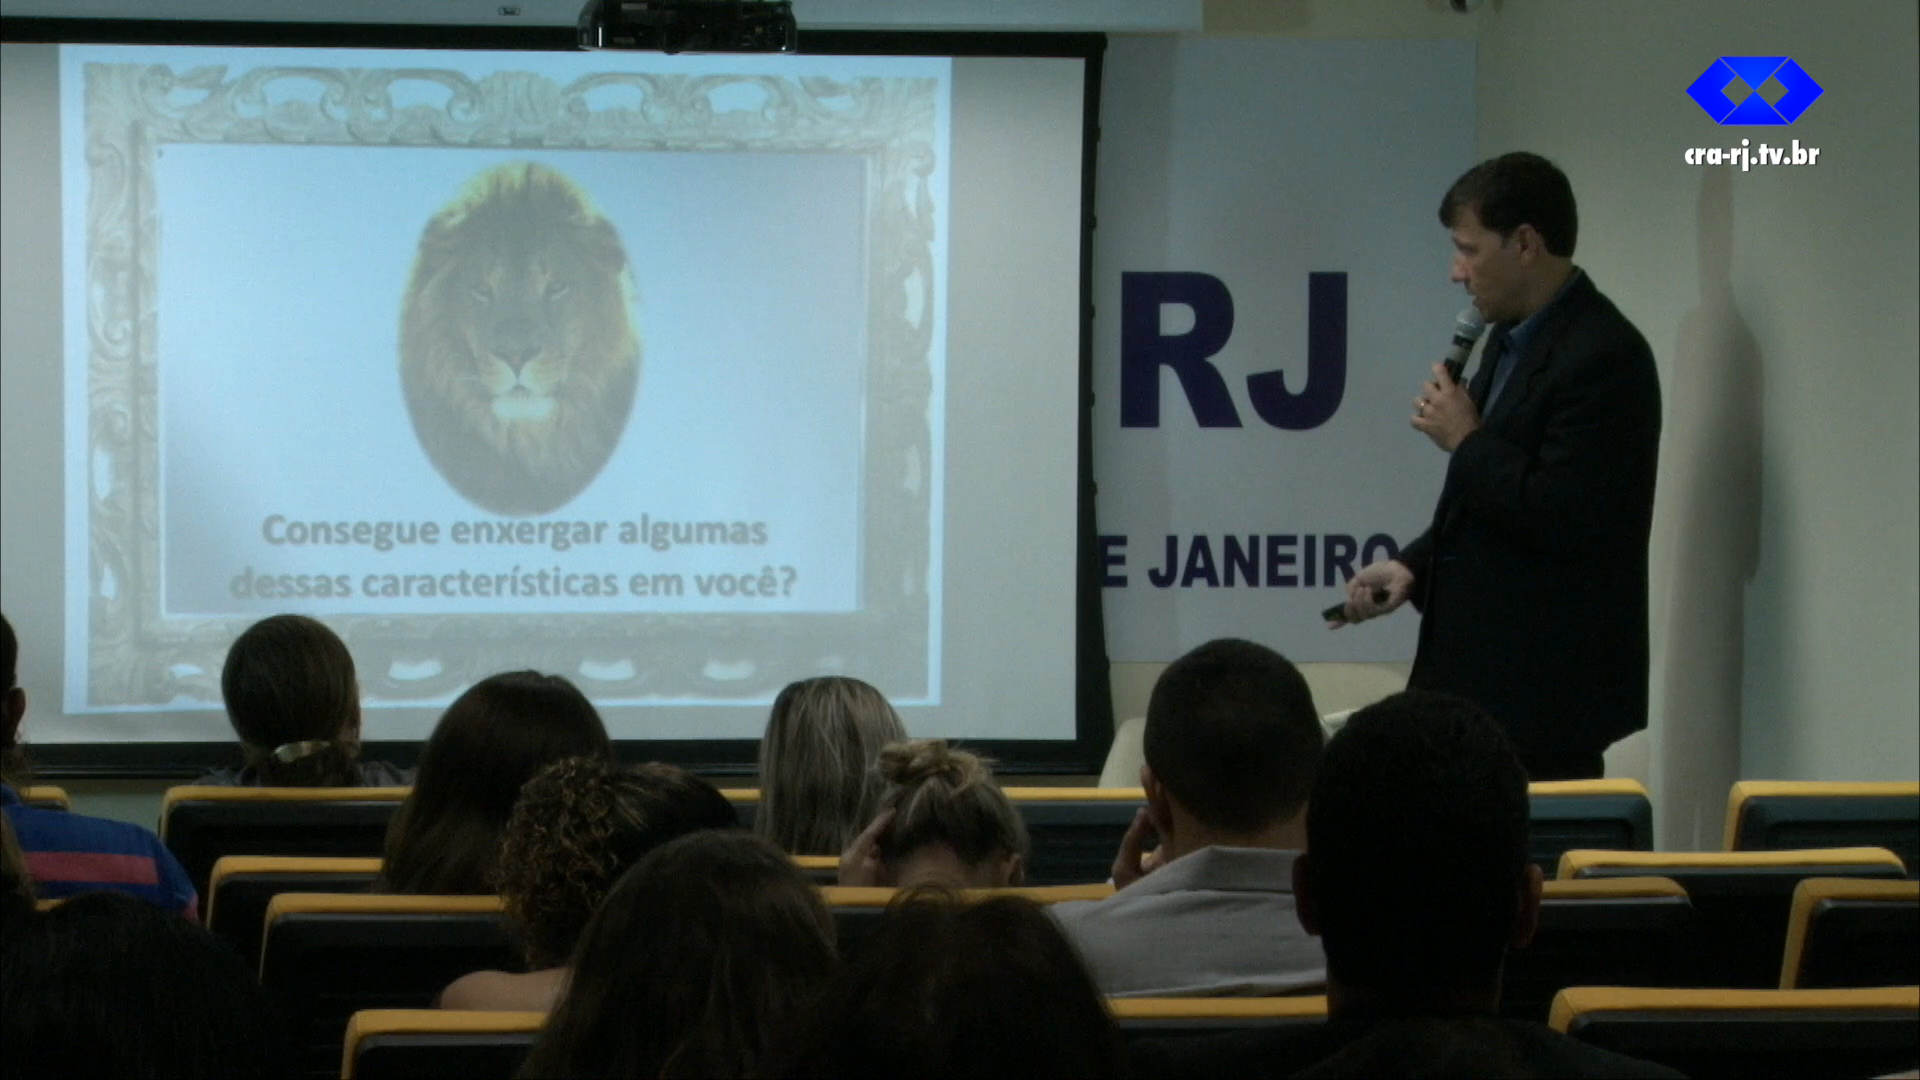 cra-rj.tv.br
Consegue enxergar algumas
dessas características em você?
RJ
E JANEIRO